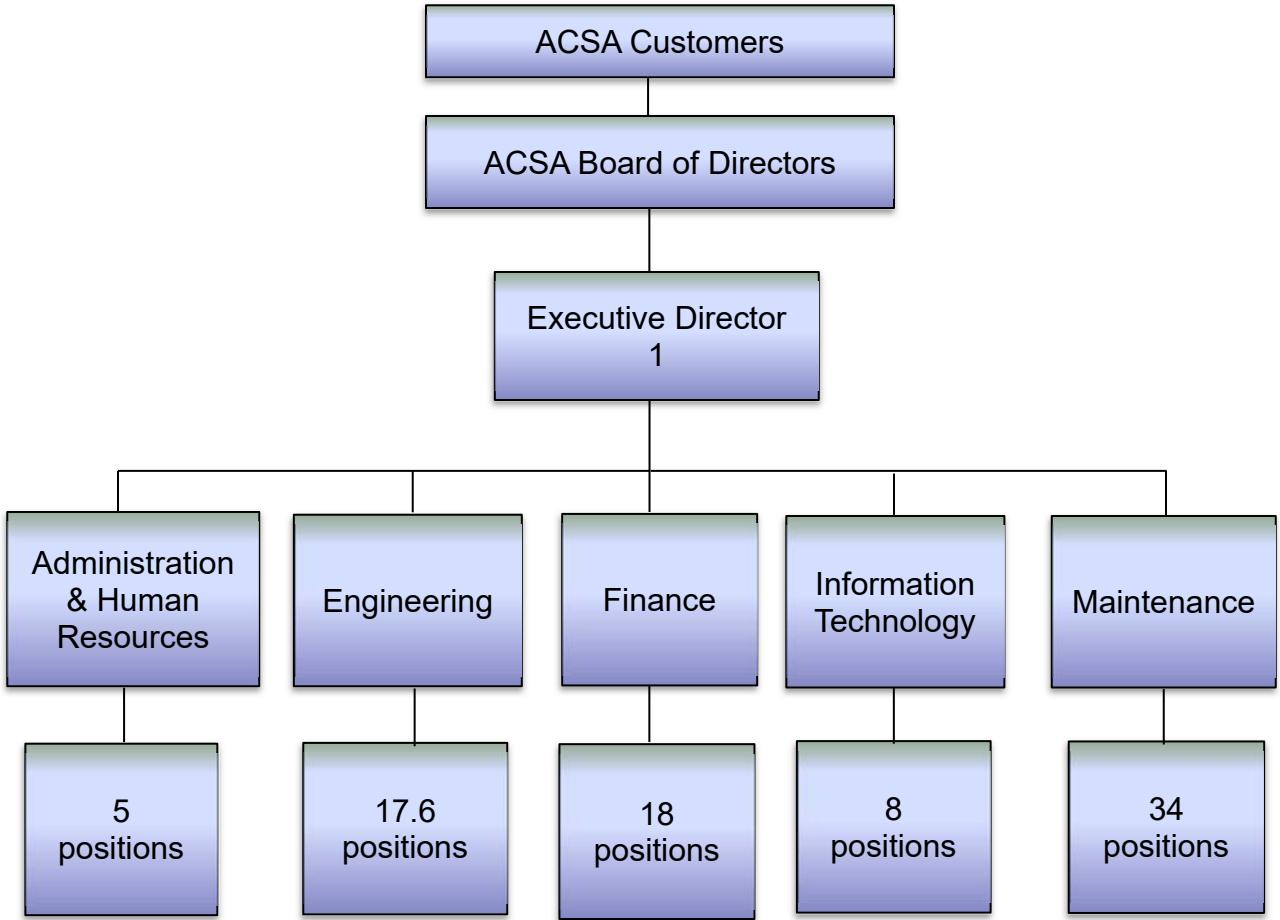 ACSA Customers
ACSA Board of Directors
Executive Director
1
Administration
& Human
Resources
Engineering
Finance
Information
Technology
Maintenance
5
positions
17.6
positions
18
positions
8
positions
34
positions